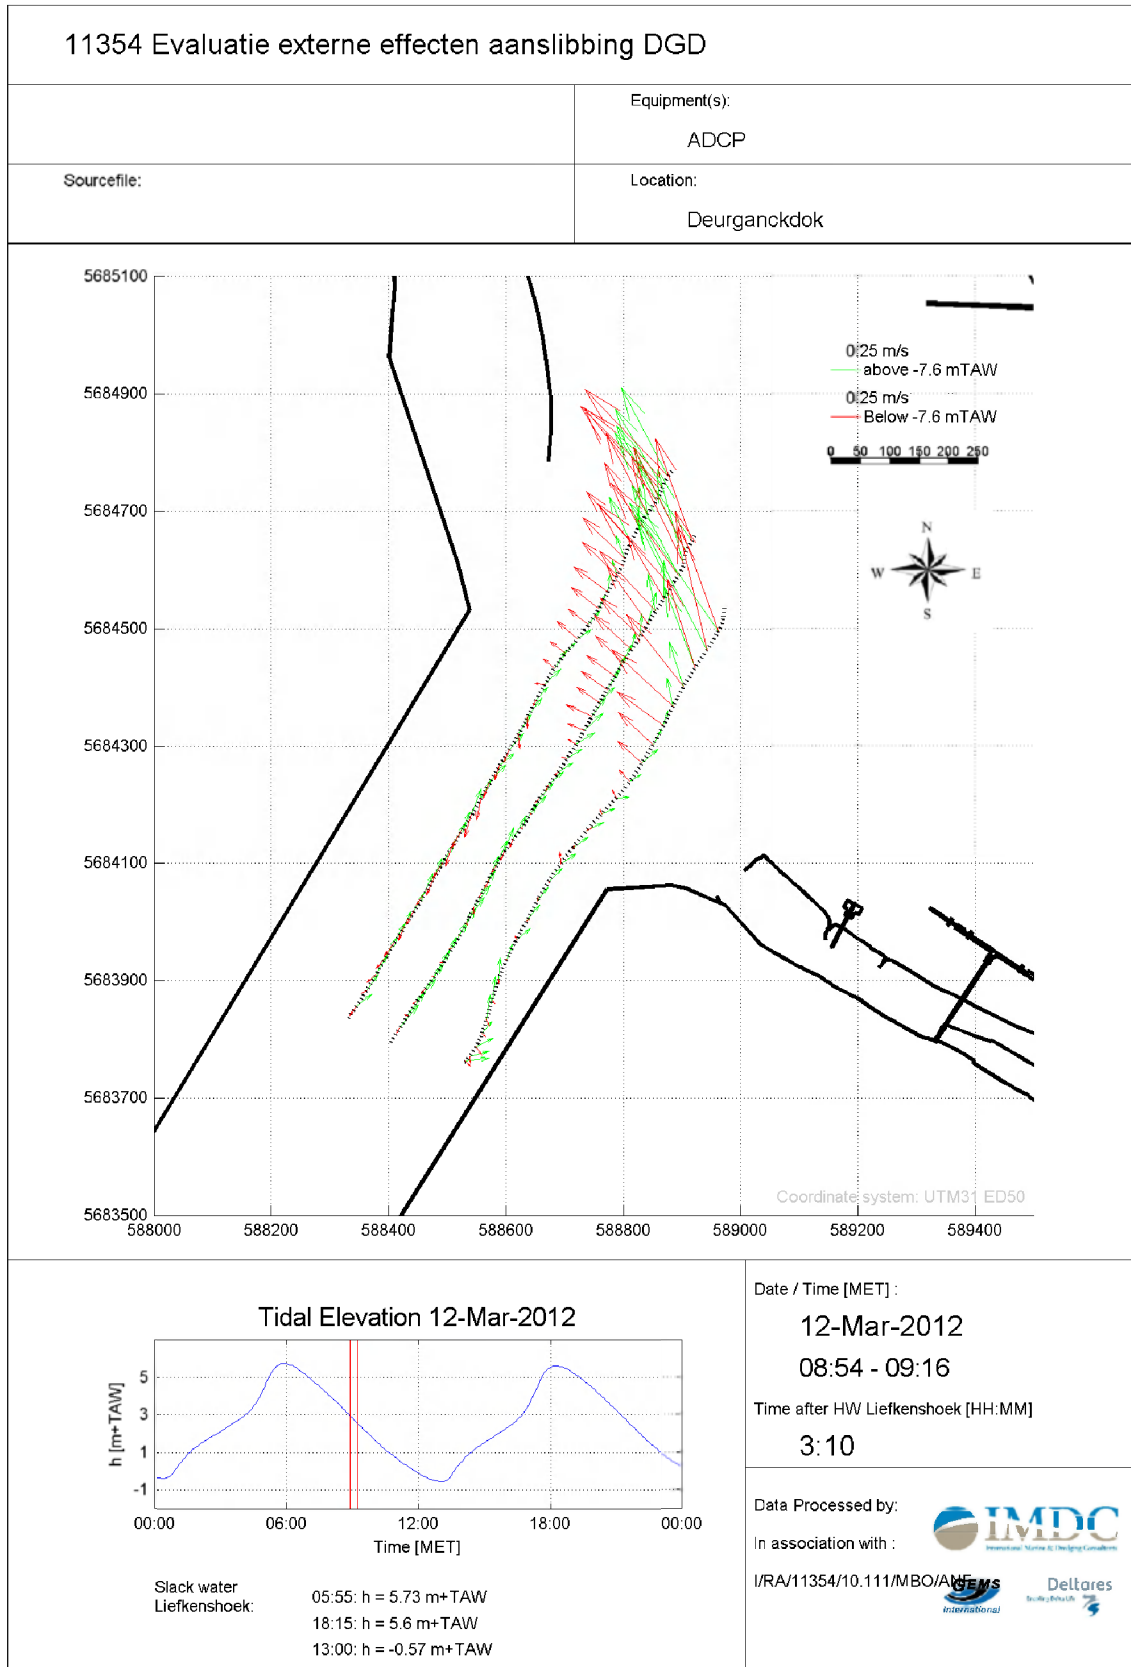 11354 Evaluatie externe effecten aanslibbing DGD
Equipment(s):
ADCP
Sourcefile:
Location:
Deurganckdok
5685100
5684900
5684700
5684500
5684300
5684100
5683900
5683700
5683500
588000 588200 588400 588600 588800 589000 589200 589400
0.25 m/s
above -7.6 mTAW
0.25 m/s
Below -7.6 mTAW
0 50 100 150 200 250
N
W E
S
Coordinate system: UTM31 ED50
Tidal Elevation 12-Mar-2012
h [m+TAW]
5
3
1
-1
00:00 06:00 12:00 18:00 00:00
Time [MET]
Slack water
Liefkenshoek:
05:55: h = 5.73 m+TAW
18:15: h = 5.6 m+TAW
13:00: h = -0.57 m+TAW
Date / Time [MET] :
12-Mar-2012
08:54 - 09:16
Time after HW Liefkenshoek [HH:MM]
3:10
Data Processed by:
IMDC
International Marine & Dredging Consultants
In association with :
I/RA/11354/10.111/MBO/ANF
GEMS
International
Deltares